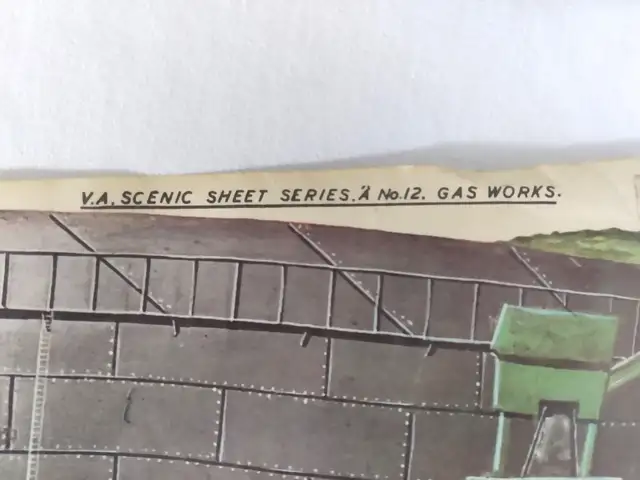 V.A. SCENIC SHEET SERIES. "A" No.12. GAS WORKS.